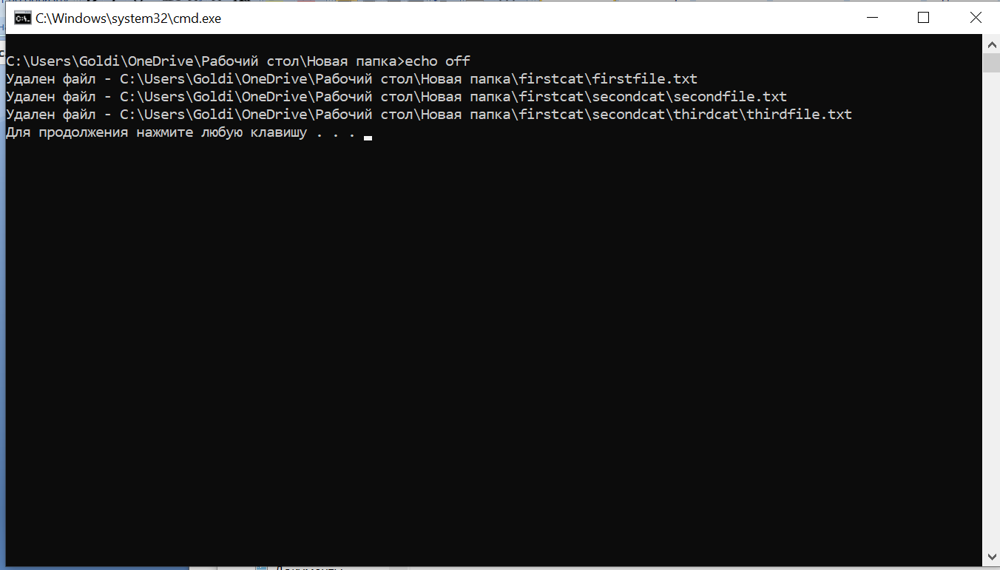 C:\Windows\system32\cmd.exe
C:\Users\Goldi\OneDrive\Рабочий стол\Новая папка>echo off
Удален файл - C:\Users\Goldi\OneDrive\Рабочий стол\Новая папка\firstcat\firstfile.txt
Удален файл - C:\Users\Goldi\OneDrive\Рабочий стол\Новая папка\firstcat\secondcat\secondfile.txt
Удален файл - C:\Users\Goldi\OneDrive\Рабочий стол\Новая папка\firstcat\secondcat\thirdcat\thirdfile.txt
Для продолжения нажмите любую клавишу . . .